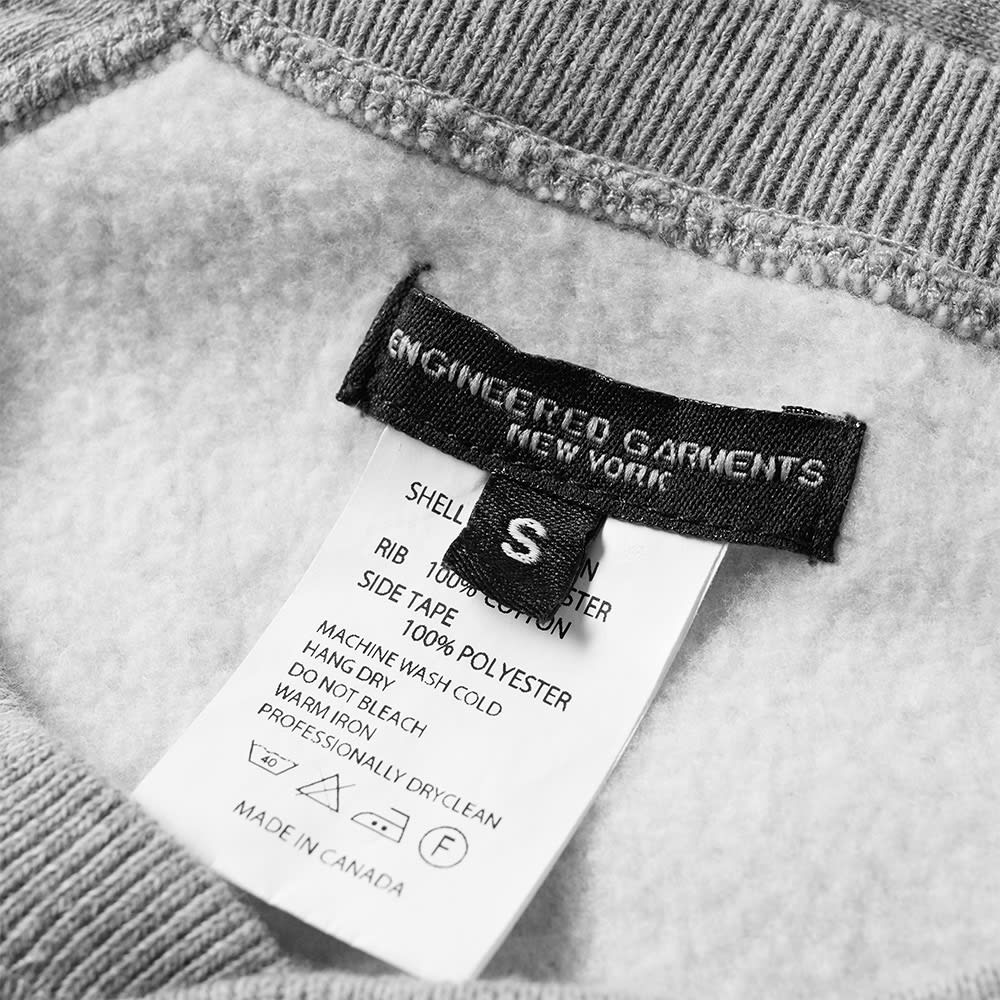 ENGINEERED GARMENTS
NEW YORK
S
SHELL
RIB 100% COTTON
SIDE TAPE
100% POLYESTER
MACHINE WASH COLD
HANG DRY
DO NOT BLEACH
WARM IRON
PROFESSIONALLY DRYCLEAN
40
F
MADE IN CANADA